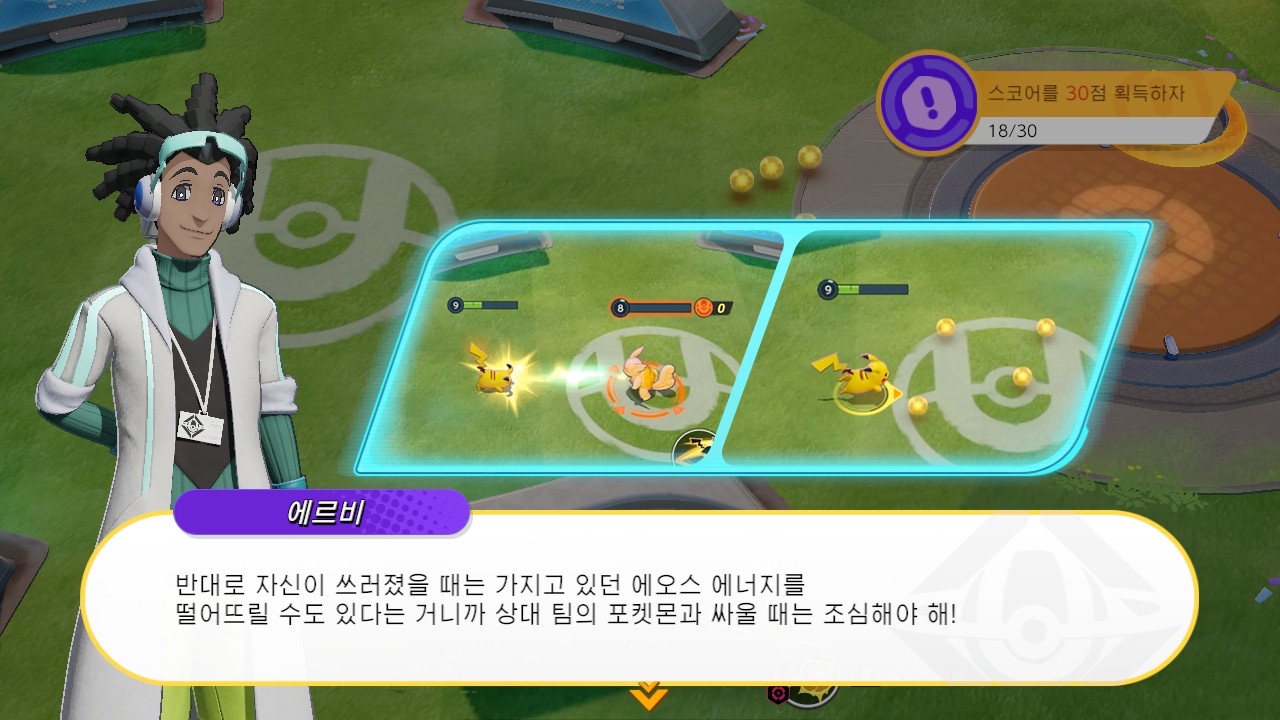 스코어를 30점 획득하자
18/30
9
8
0
9
에르비
반대로 자신이 쓰러졌을 때는 가지고 있던 에오스 에너지를
떨어뜨릴 수도 있다는 거니까 상대 팀의 포켓몬과 싸울 때는 조심해야 해!